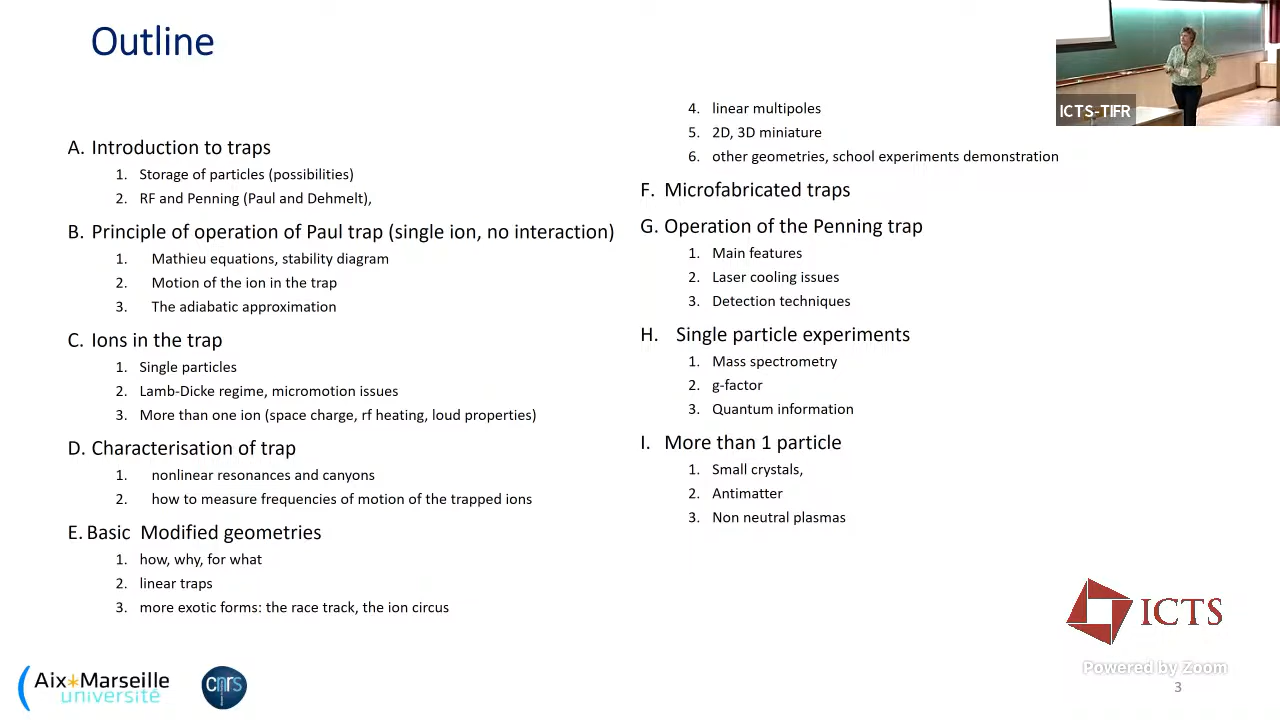 Outline
A. Introduction to traps
1. Storage of particles (possibilities)
2. RF and Penning (Paul and Dehmelt),
B. Principle of operation of Paul trap (single ion, no interaction)
1. Mathieu equations, stability diagram
2. Motion of the ion in the trap
3. The adiabatic approximation
C. Ions in the trap
1. Single particles
2. Lamb-Dicke regime, micromotion issues
3. More than one ion (space charge, rf heating, loud properties)
D. Characterisation of trap
1. nonlinear resonances and canyons
2. how to measure frequencies of motion of the trapped ions
E. Basic Modified geometries
1. how, why, for what
2. linear traps
3. more exotic forms: the race track, the ion circus
4. linear multipoles
5. 2D, 3D miniature
6. other geometries, school experiments demonstration
F. Microfabricated traps
G. Operation of the Penning trap
1. Main features
2. Laser cooling issues
3. Detection techniques
H. Single particle experiments
1. Mass spectrometry
2. g-factor
3. Quantum information
I. More than 1 particle
1. Small crystals,
2. Antimatter
3. Non neutral plasmas
ICTS-TIFR
ICTS
Powered by Zoom
3
Aix*Marseille
université
cnrs